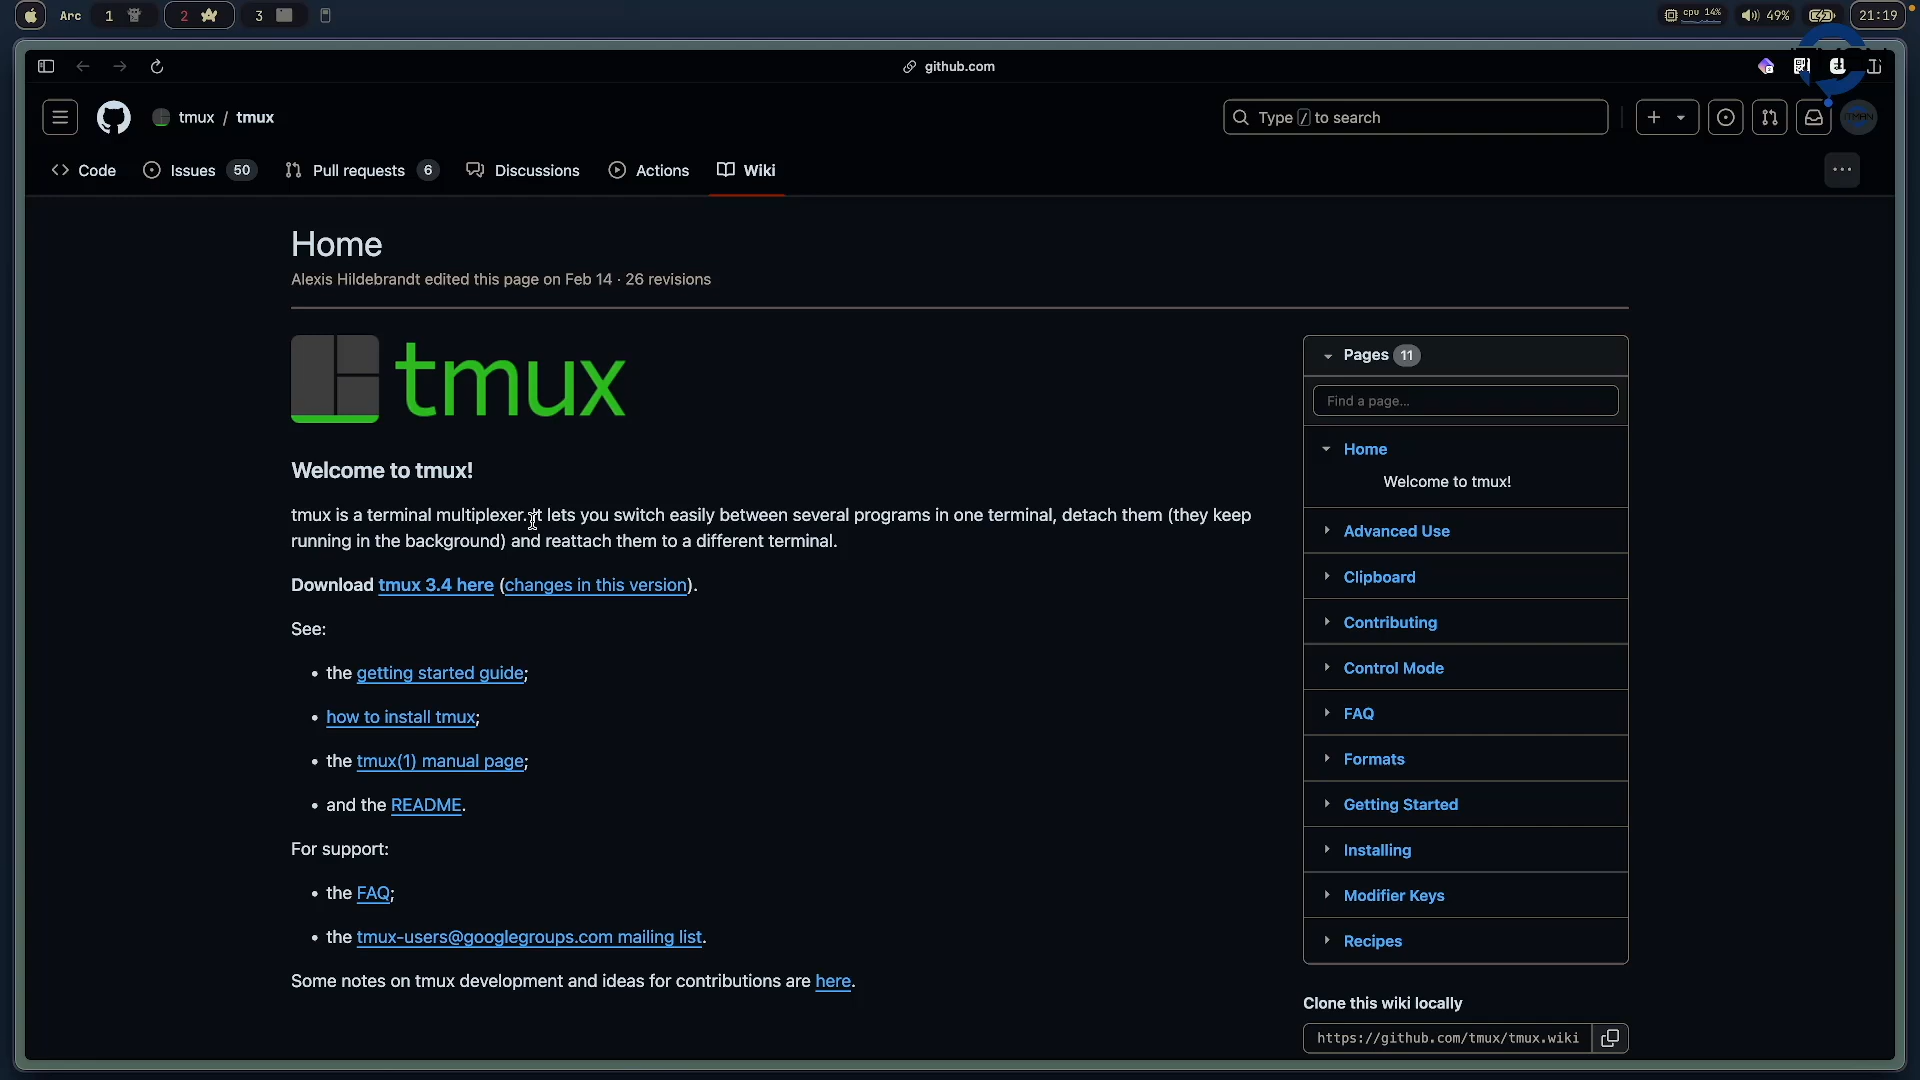 Arc 1 2 3 cpu 14% 49% 21:19
github.com
tmux / tmux Type / to search
Code Issues 50 Pull requests 6 Discussions Actions Wiki
Home
Alexis Hildebrandt edited this page on Feb 14 · 26 revisions
tmux
Welcome to tmux!
tmux is a terminal multiplexer. It lets you switch easily between several programs in one terminal, detach them (they keep
running in the background) and reattach them to a different terminal.
Download tmux 3.4 here (changes in this version).
See:
• the getting started guide;
• how to install tmux;
• the tmux(1) manual page;
• and the README.
For support:
• the FAQ;
• the tmux-users@googlegroups.com mailing list.
Some notes on tmux development and ideas for contributions are here.
Pages 11
Find a page...
Home
Welcome to tmux!
Advanced Use
Clipboard
Contributing
Control Mode
FAQ
Formats
Getting Started
Installing
Modifier Keys
Recipes
Clone this wiki locally
https://github.com/tmux/tmux.wiki